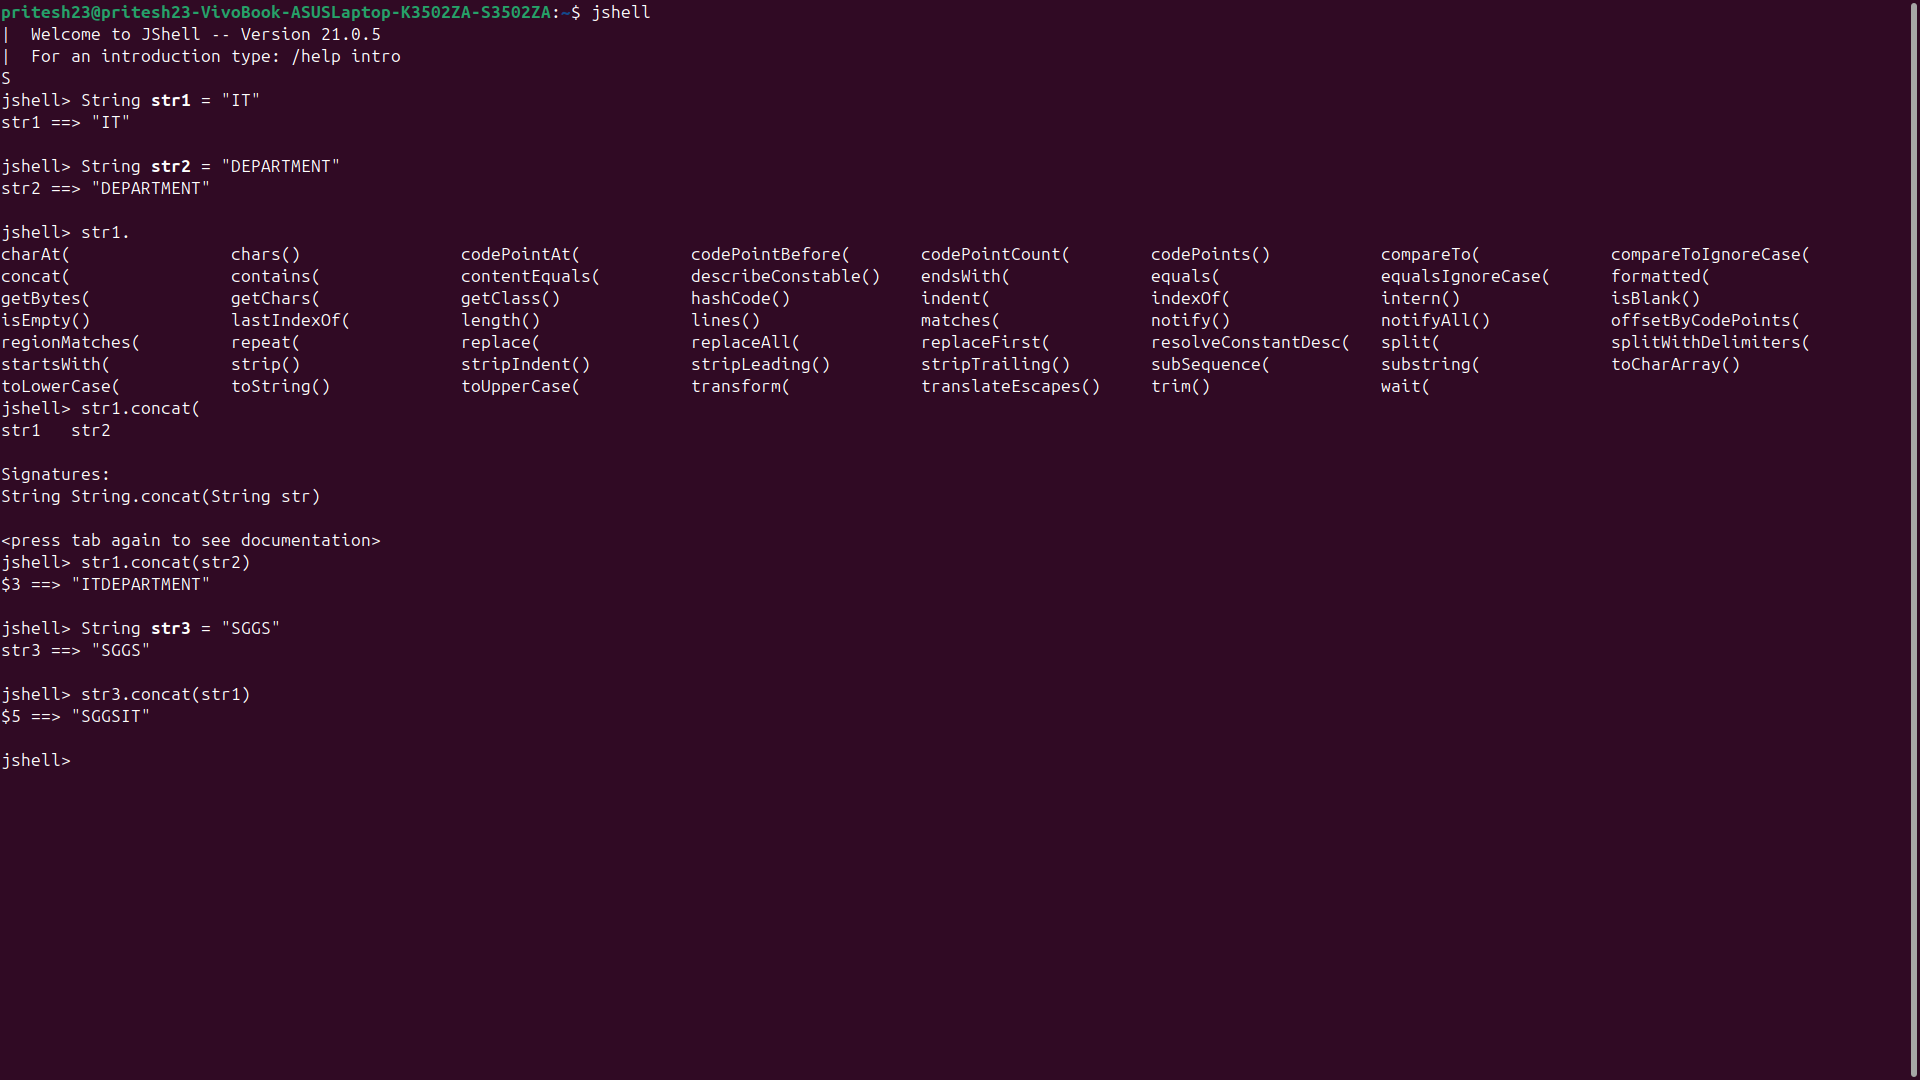 pritesh23@pritesh23-VivoBook-ASUSLaptop-K3502ZA-S3502ZA:~$ jshell
|  Welcome to JShell -- Version 21.0.5
|  For an introduction type: /help intro
S
jshell> String str1 = "IT"
str1 ==> "IT"

jshell> String str2 = "DEPARTMENT"
str2 ==> "DEPARTMENT"

jshell> str1.
charAt(                chars()                codePointAt(           codePointBefore(       codePointCount(        codePoints()           compareTo(             compareToIgnoreCase(
concat(                contains(              contentEquals(         describeConstable()    endsWith(              equals(                equalsIgnoreCase(      formatted(
getBytes(              getChars(              getClass()             hashCode()             indent(                indexOf(               intern()               isBlank()
isEmpty()              lastIndexOf(           length()               lines()                matches(               notify()               notifyAll()            offsetByCodePoints(
regionMatches(         repeat(                replace(               replaceAll(            replaceFirst(          resolveConstantDesc(   split(                 splitWithDelimiters(
startsWith(            strip()                stripIndent()          stripLeading()         stripTrailing()        subSequence(           substring(             toCharArray()
toLowerCase(           toString()             toUpperCase(           transform(             translateEscapes()     trim()                 wait(
jshell> str1.concat(
str1   str2

Signatures:
String String.concat(String str)

<press tab again to see documentation>
jshell> str1.concat(str2)
$3 ==> "ITDEPARTMENT"

jshell> String str3 = "SGGS"
str3 ==> "SGGS"

jshell> str3.concat(str1)
$5 ==> "SGGSIT"

jshell>